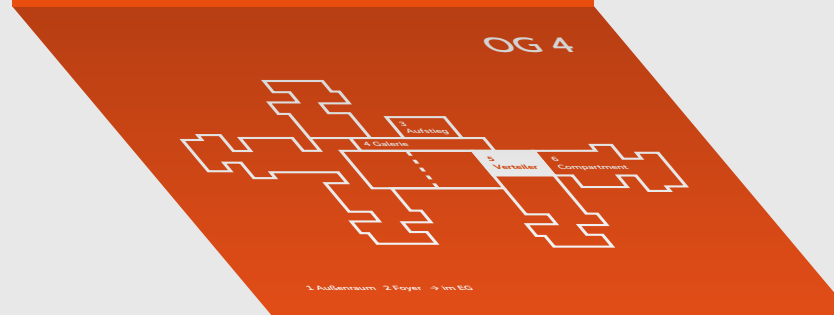 OG 4
3
Aufstieg
4 Galerie
5
Verteiler
6
Compartment
1 Außenraum 2 Foyer → im EG